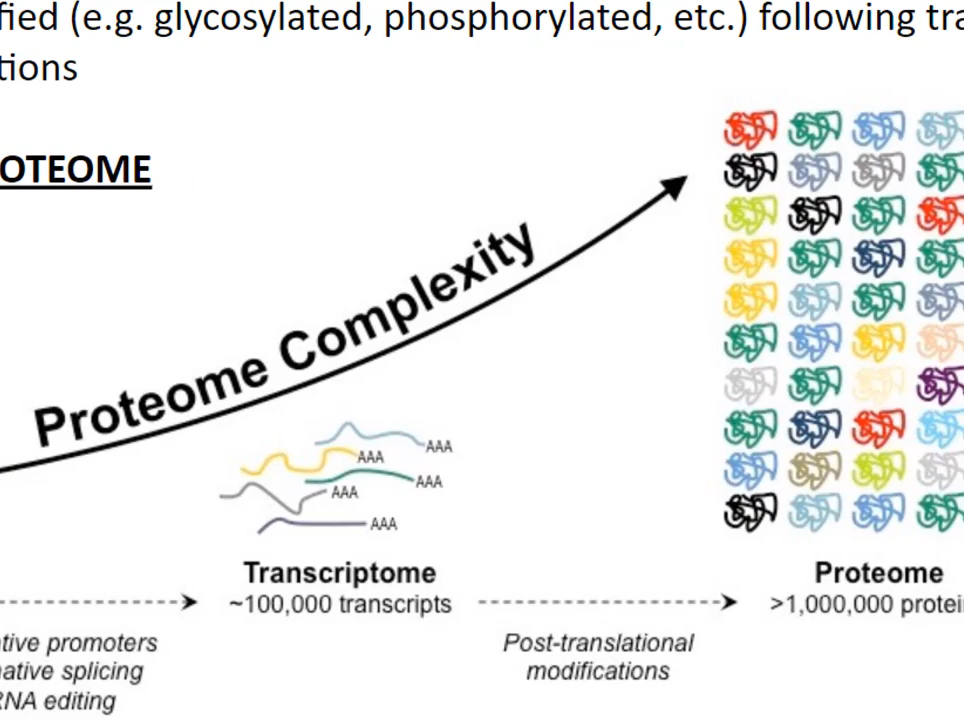 fied (e.g. glycosylated, phosphorylated, etc.) following tra
tions
OTEOME
Proteome Complexity
AAA
AAA
AAA
AAA
AAA
Transcriptome
~100,000 transcripts
Proteome
>1,000,000 protei
tive promoters
native splicing
RNA editing
Post-translational
modifications